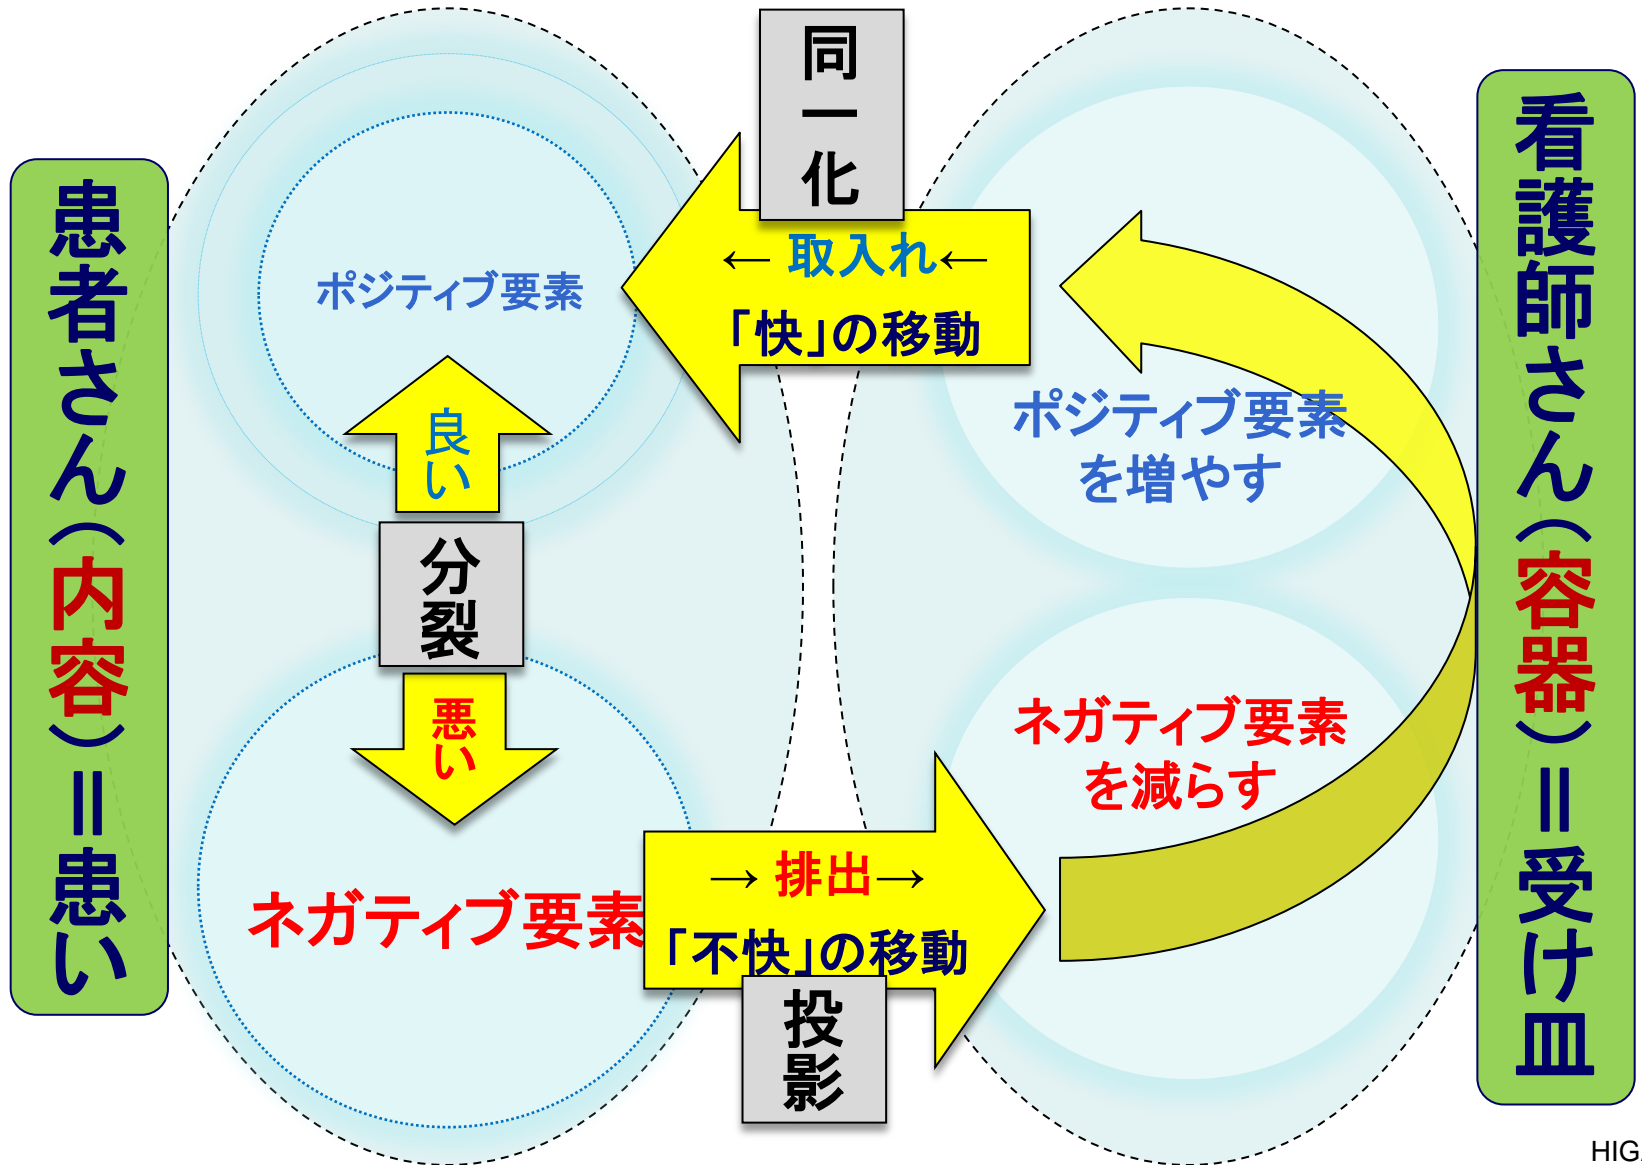 同一化
患者さん（内容）＝患い
看護師さん（容器）＝受け皿
ポジティブ要素
← 取入れ←
「快」の移動
ポジティブ要素
を増やす
良い
分裂
悪い
ネガティブ要素
を減らす
ネガティブ要素
→ 排出→
「不快」の移動
投影
HIG